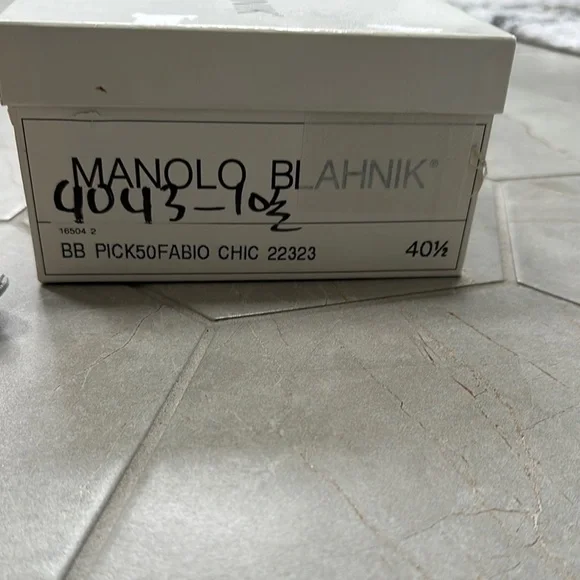 MANOLO BLAHNIK®
4043-10½
16504 2
BB PICK50FABIO CHIC 22323 40½